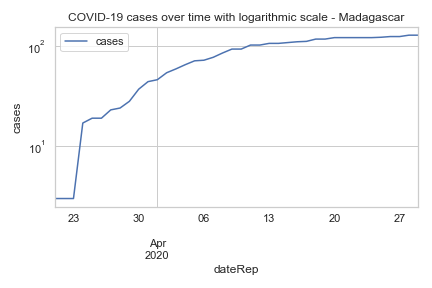 COVID-19 cases over time with logarithmic scale - Madagascar
cases
10²
10¹
cases
23
30
06
13
20
27
Apr
2020
dateRep